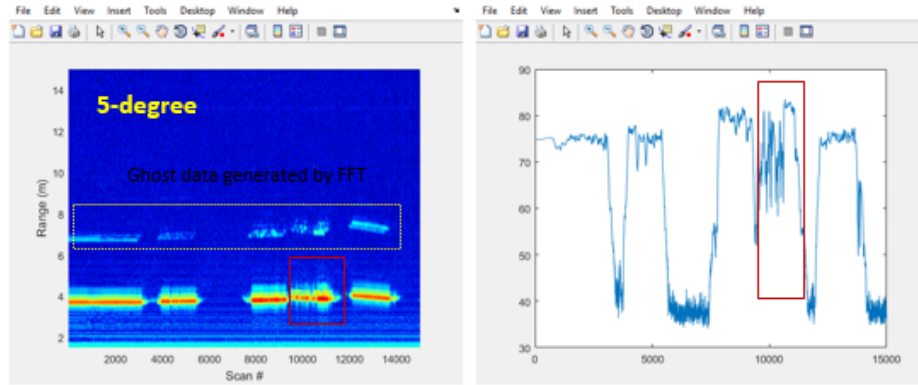 File Edit View Insert Tools Desktop Window Help
5-degree
Ghost data generated by FFT
14
12
10
8
6
4
2
Range (m)
2000 4000 6000 8000 10000 12000 14000
Scan #
File Edit View Insert Tools Desktop Window Help
90
80
70
60
50
40
30
0 5000 10000 15000